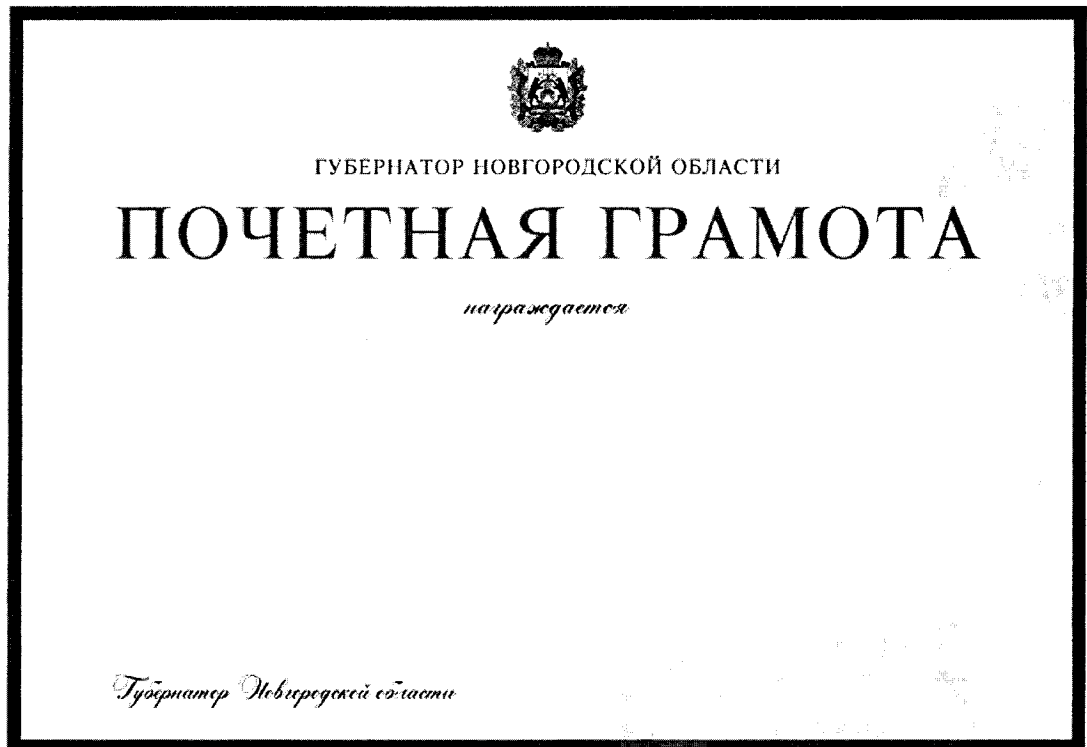 ГУБЕРНАТОР НОВГОРОДСКОЙ ОБЛАСТИ
ПОЧЕТНАЯ ГРАМОТА
награждается
Губернатор Новгородской области